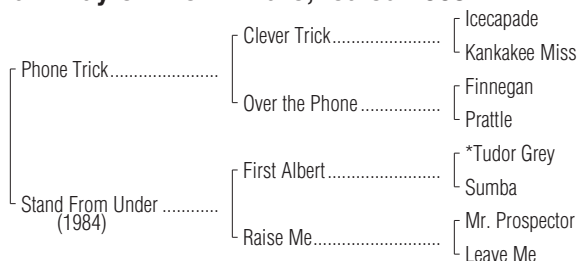 Icecapade
Clever Trick
Kankakee Miss
Phone Trick
Finnegan
Over the Phone
Prattle
*Tudor Grey
First Albert
Sumba
Stand From Under
(1984)
Mr. Prospector
Raise Me
Leave Me